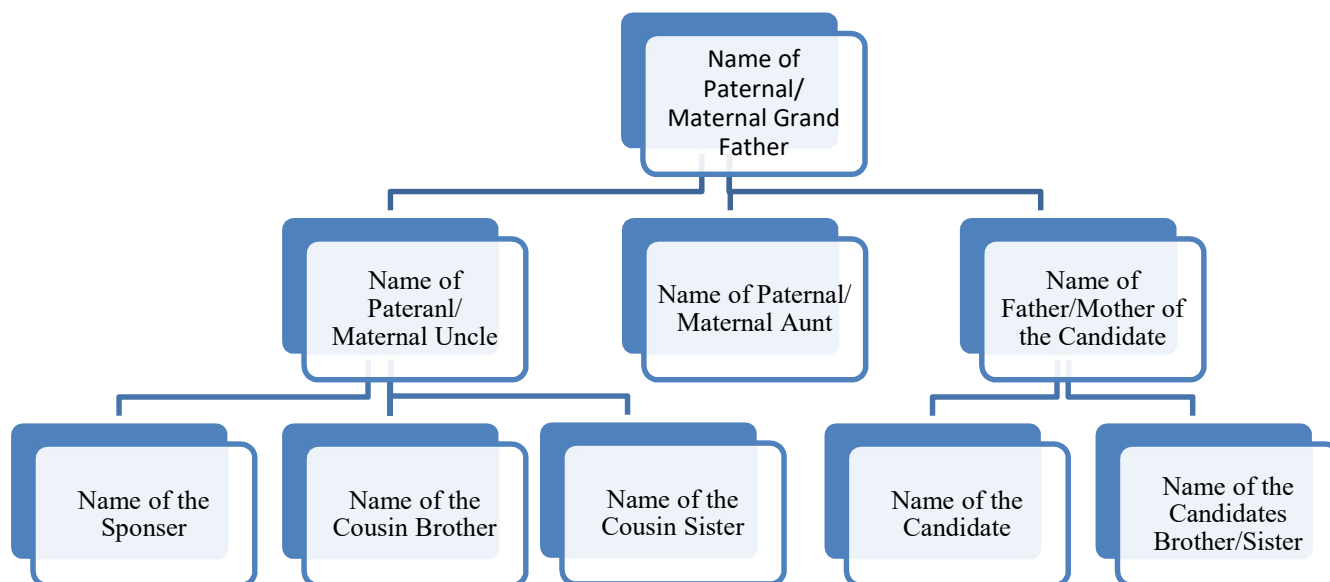 Name of
Paternal/
Maternal Grand
Father
Name of
Pateranl/
Maternal Uncle
Name of Paternal/
Maternal Aunt
Name of
Father/Mother of
the Candidate
Name of the
Sponser
Name of the
Cousin Brother
Name of the
Cousin Sister
Name of the
Candidate
Name of the
Candidates
Brother/Sister